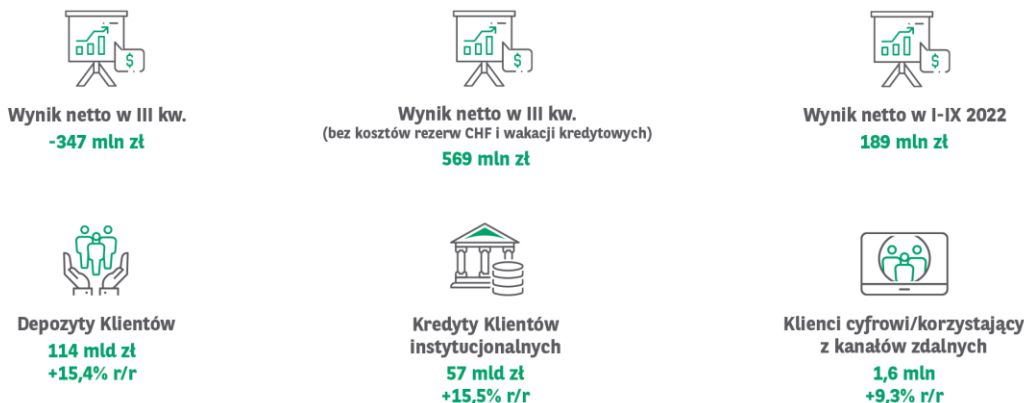 $
Wynik netto w III kw.
-347 mln zł
$
Wynik netto w III kw.
(bez kosztów rezerw CHF i wakacji kredytowych)
569 mln zł
$
Wynik netto w I-IX 2022
189 mln zł
Depozyty Klientów
114 mld zł
+15,4% r/r
Kredyty Klientów
instytucjonalnych
57 mld zł
+15,5% r/r
Klienci cyfrowi/korzystający
z kanałów zdalnych
1,6 mln
+9,3% r/r